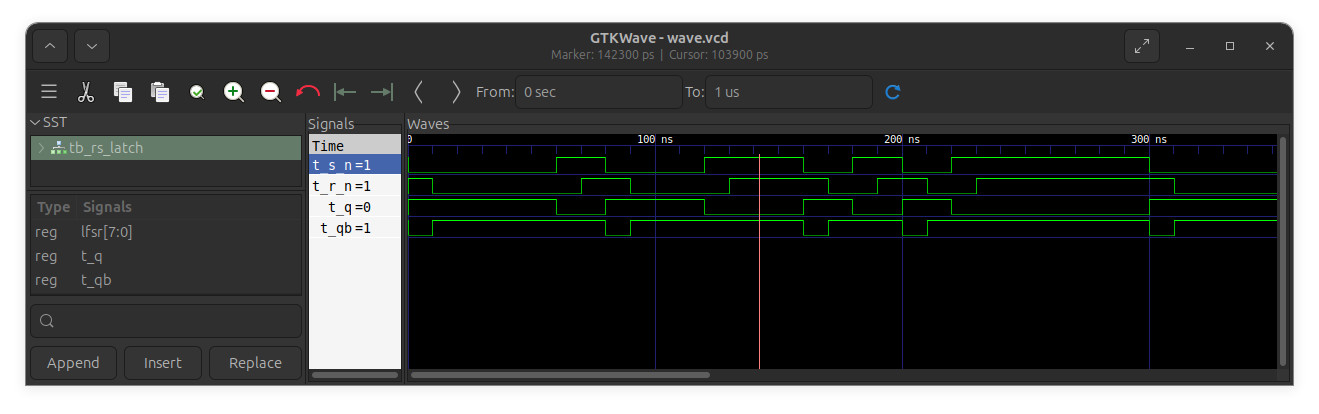 GTKWave - wave.vcd
Marker: 142300 ps | Cursor: 103900 ps
From: 0 sec To: 1 us
SST
tb_rs_latch
Type Signals
reg lfsr[7:0]
reg t_q
reg t_qb
Append Insert Replace
Signals
Time
t_s_n=1
t_r_n=1
t_q=0
t_qb=1
Waves
0 100 ns 200 ns 300 ns